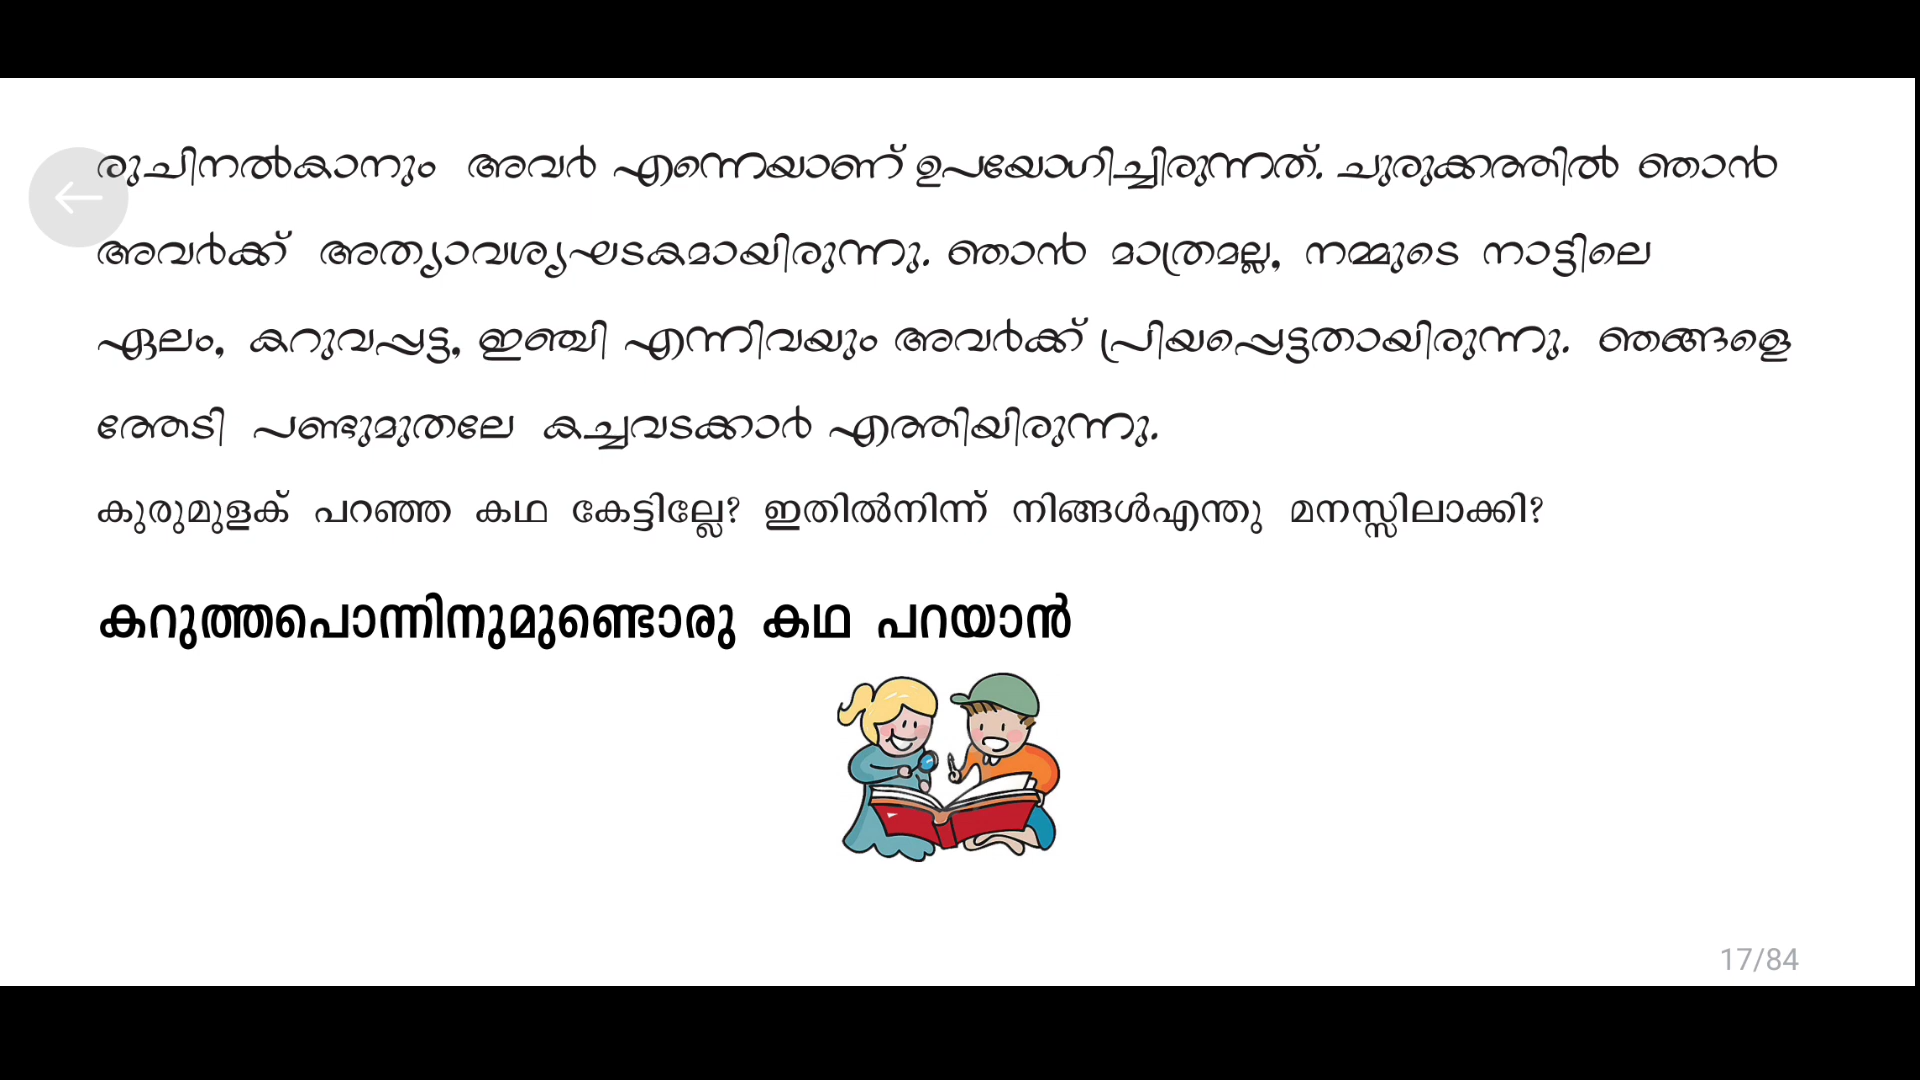 രുചിനൽകാനും അവർ എന്നെയാണ് ഉപയോഗിച്ചിരുന്നത്. ചുരുക്കത്തിൽ ഞാൻ
അവർക്ക് അത്യാവശ്യഘടകമായിരുന്നു. ഞാൻ മാത്രമല്ല, നമ്മുടെ നാട്ടിലെ
ഏലം, കറുവപ്പട്ട, ഇഞ്ചി എന്നിവയും അവർക്ക് പ്രിയപ്പെട്ടതായിരുന്നു. ഞങ്ങളെ
ത്തേടി പണ്ടുമുതലേ കച്ചവടക്കാർ എത്തിയിരുന്നു.
കുരുമുളക് പറഞ്ഞ കഥ കേട്ടില്ലേ? ഇതിൽനിന്ന് നിങ്ങൾഎന്തു മനസ്സിലാക്കി?
കറുത്തപൊന്നിനുമുണ്ടൊരു കഥ പറയാൻ
17/84